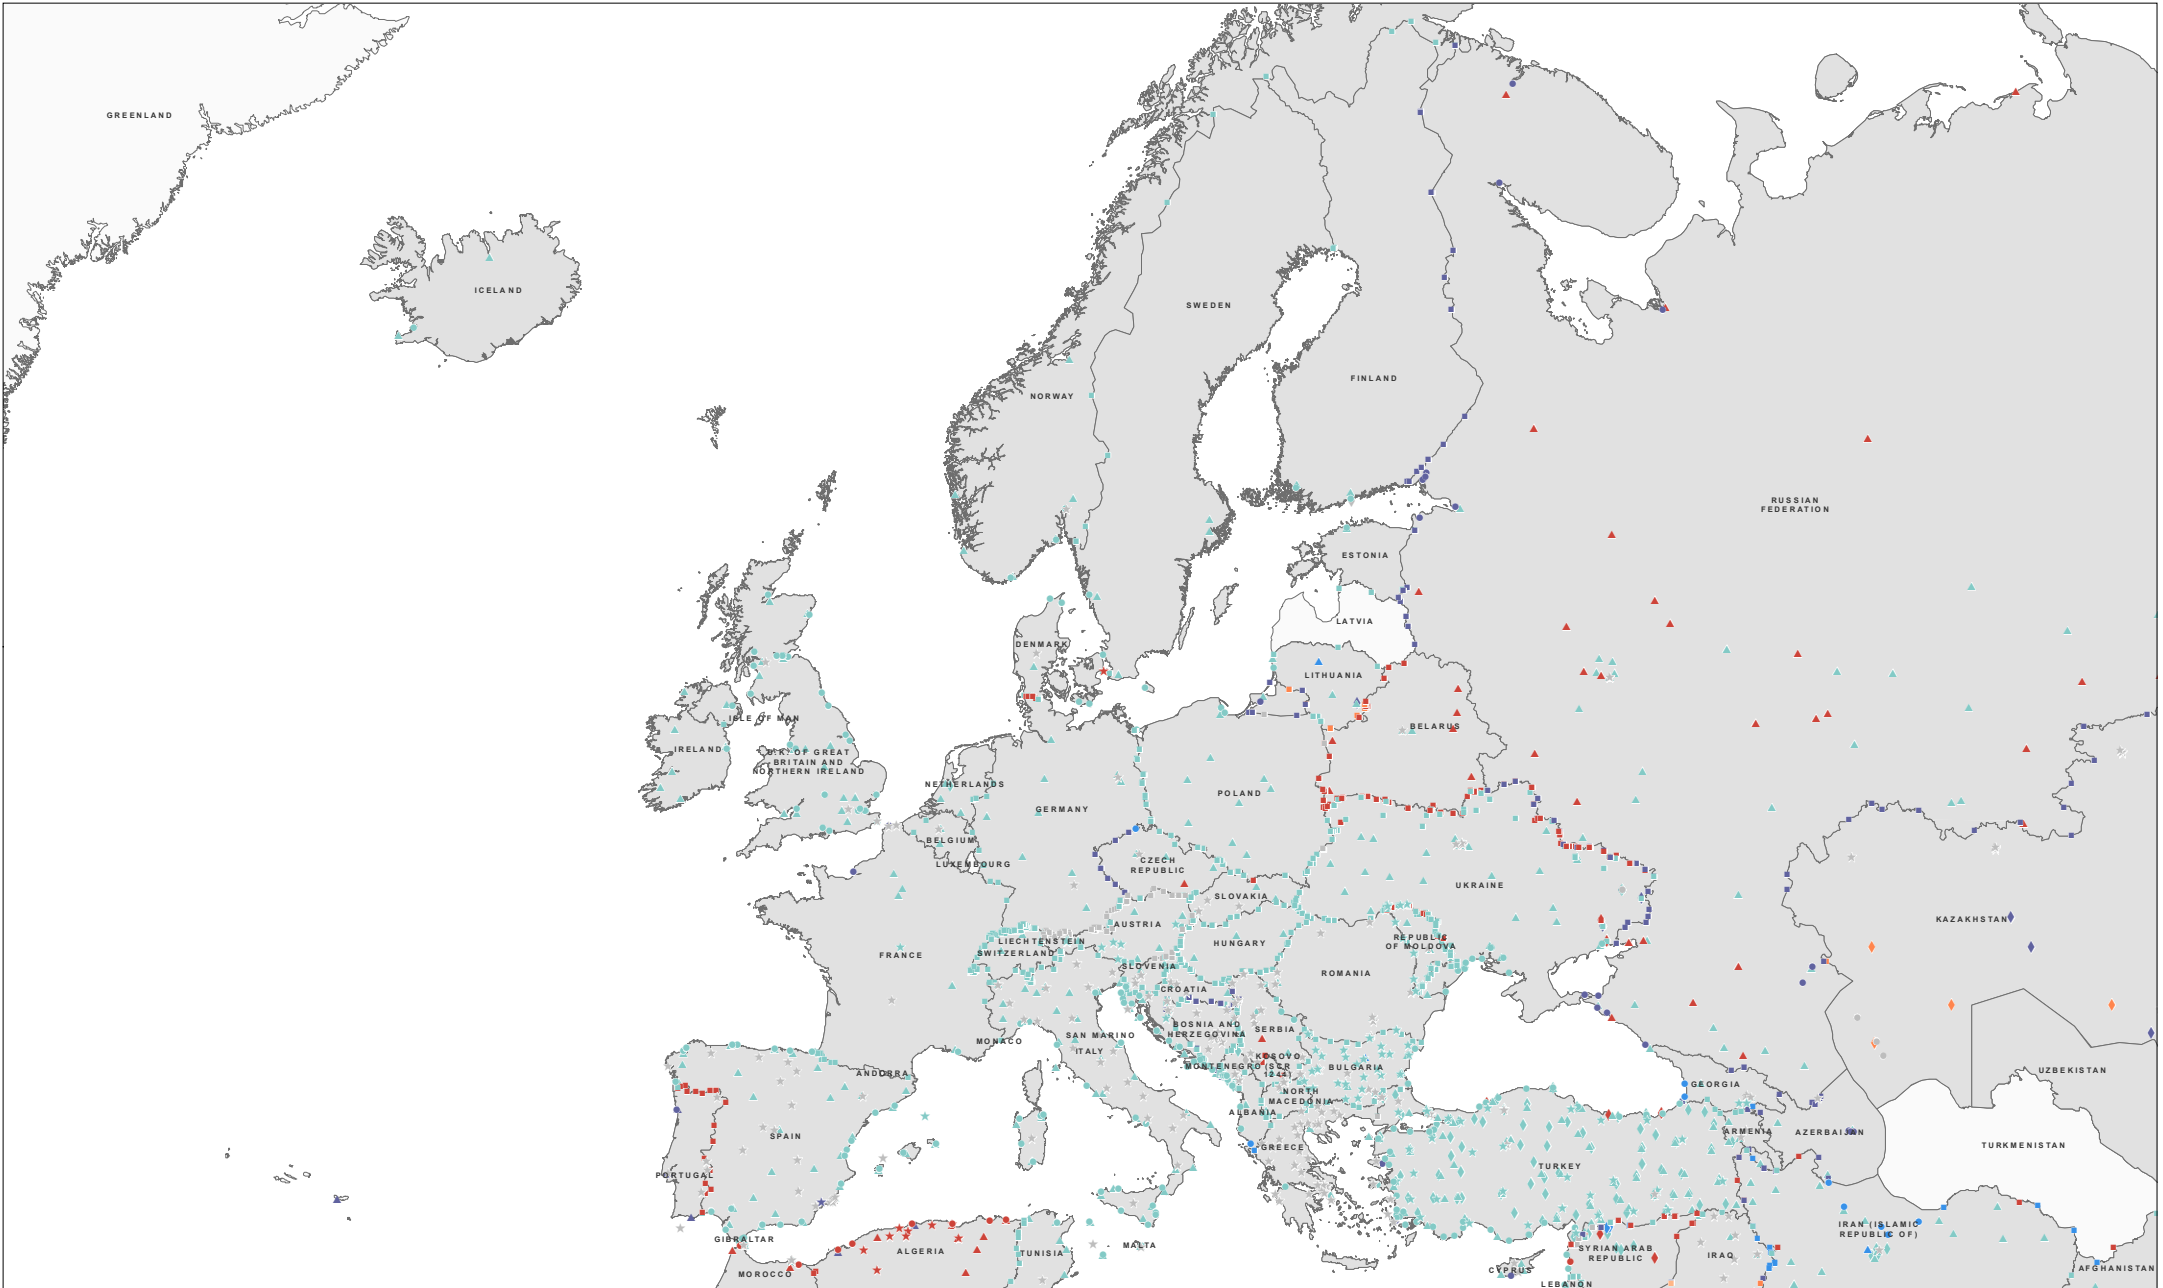 GREENLAND
ICELAND
SWEDEN
FINLAND
NORWAY
RUSSIAN
FEDERATION
ESTONIA
LATVIA
DENMARK
LITHUANIA
ISLE OF MAN
BELARUS
IRELAND
U.K. OF GREAT
BRITAIN AND
NORTHERN IRELAND
NETHERLANDS
POLAND
GERMANY
BELGIUM
CZECH
REPUBLIC
LUXEMBOURG
UKRAINE
SLOVAKIA
KAZAKHSTAN
AUSTRIA
LIECHTENSTEIN
HUNGARY
REPUBLIC
OF MOLDOVA
FRANCE
SWITZERLAND
SLOVENIA
ROMANIA
CROATIA
BOSNIA AND
HERZEGOVINA
SERBIA
SAN MARINO
MONACO
ITALY
KOSOVO
(SCR
1244)
MONTENEGRO
BULGARIA
ANDORRA
UZBEKISTAN
GEORGIA
NORTH
MACEDONIA
ALBANIA
SPAIN
ARMENIA
AZERBAIJAN
GREECE
TURKMENISTAN
PORTUGAL
TURKEY
IRAN (ISLAMIC
REPUBLIC OF)
GIBRALTAR
MALTA
ALGERIA
TUNISIA
SYRIAN ARAB
REPUBLIC
IRAQ
MOROCCO
CYPRUS
AFGHANISTAN
LEBANON